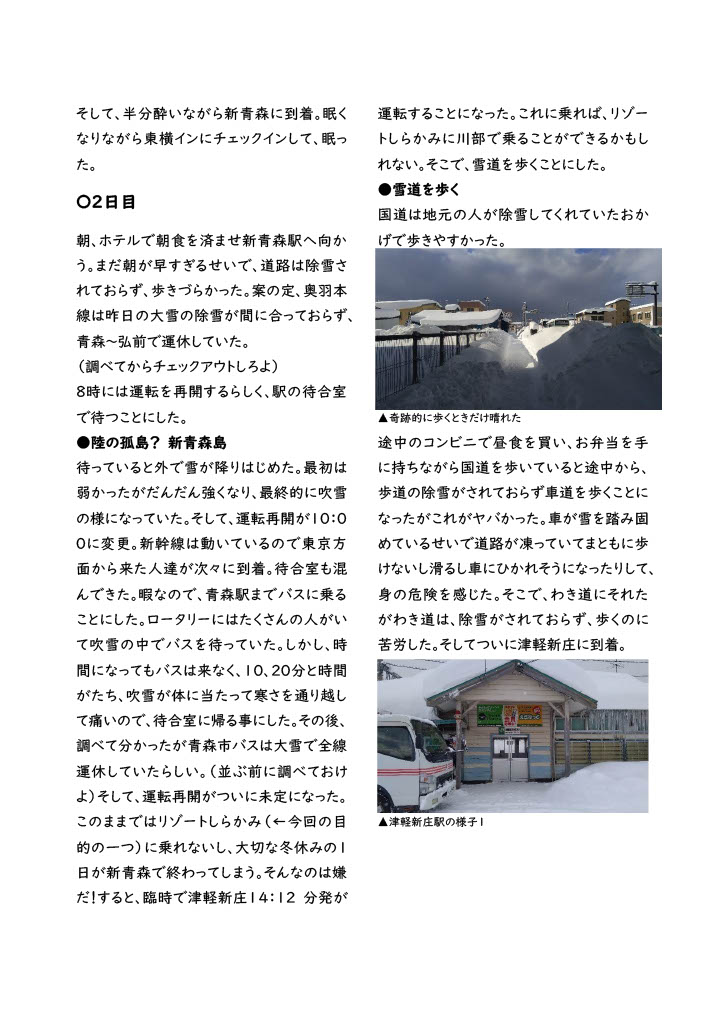 そして、半分酔いながら新青森に到着。眠く
なりながら東横インにチェックインして、眠っ
た。
〇２日目
朝、ホテルで朝食を済ませ新青森駅へ向か
う。まだ朝が早すぎるせいで、道路は除雪さ
れておらず、歩きづらかった。案の定、奥羽本
線は昨日の大雪の除雪が間に合っておらず、
青森～弘前で運休していた。
（調べてからチェックアウトしろよ）
８時には運転を再開するらしく、駅の待合室
で待つことにした。
●陸の孤島？ 新青森島
待っていると外で雪が降りはじめた。最初は
弱かったがだんだん強くなり、最終的に吹雪
の様になっていた。そして、運転再開が１０：０
０に変更。新幹線は動いているので東京方
面から来た人達が次々に到着。待合室も混
んできた。暇なので、青森駅までバスに乗る
ことにした。ロータリーにはたくさんの人がい
て吹雪の中でバスを待っていた。しかし、時
間になってもバスは来なく、１０、２０分と時間
がたち、吹雪が体に当たって寒さを通り越し
て痛いので、待合室に帰る事にした。その後、
調べて分かったが青森市バスは大雪で全線
運休していたらしい。（並ぶ前に調べておけ
よ）そして、運転再開がついに未定になった。
このままではリゾートしらかみ（←今回の目
的の一つ）に乗れないし、大切な冬休みの１
日が新青森で終わってしまう。そんなのは嫌
だ！すると、臨時で津軽新庄１４：１２ 分発が
運転することになった。これに乗れば、リゾー
トしらかみに川部で乗ることができるかもし
れない。そこで、雪道を歩くことにした。
●雪道を歩く
国道は地元の人が除雪してくれていたおか
げで歩きやすかった。
▲奇跡的に歩くときだけ晴れた
途中のコンビニで昼食を買い、お弁当を手
に持ちながら国道を歩いていると途中から、
歩道の除雪がされておらず車道を歩くことに
なったがこれがヤバかった。車が雪を踏み固
めているせいで道路が凍っていてまともに歩
けないし滑るし車にひかれそうになったりして、
身の危険を感じた。そこで、わき道にそれた
がわき道は、除雪がされておらず、歩くのに
苦労した。そしてついに津軽新庄に到着。
▲津軽新庄駅の様子１